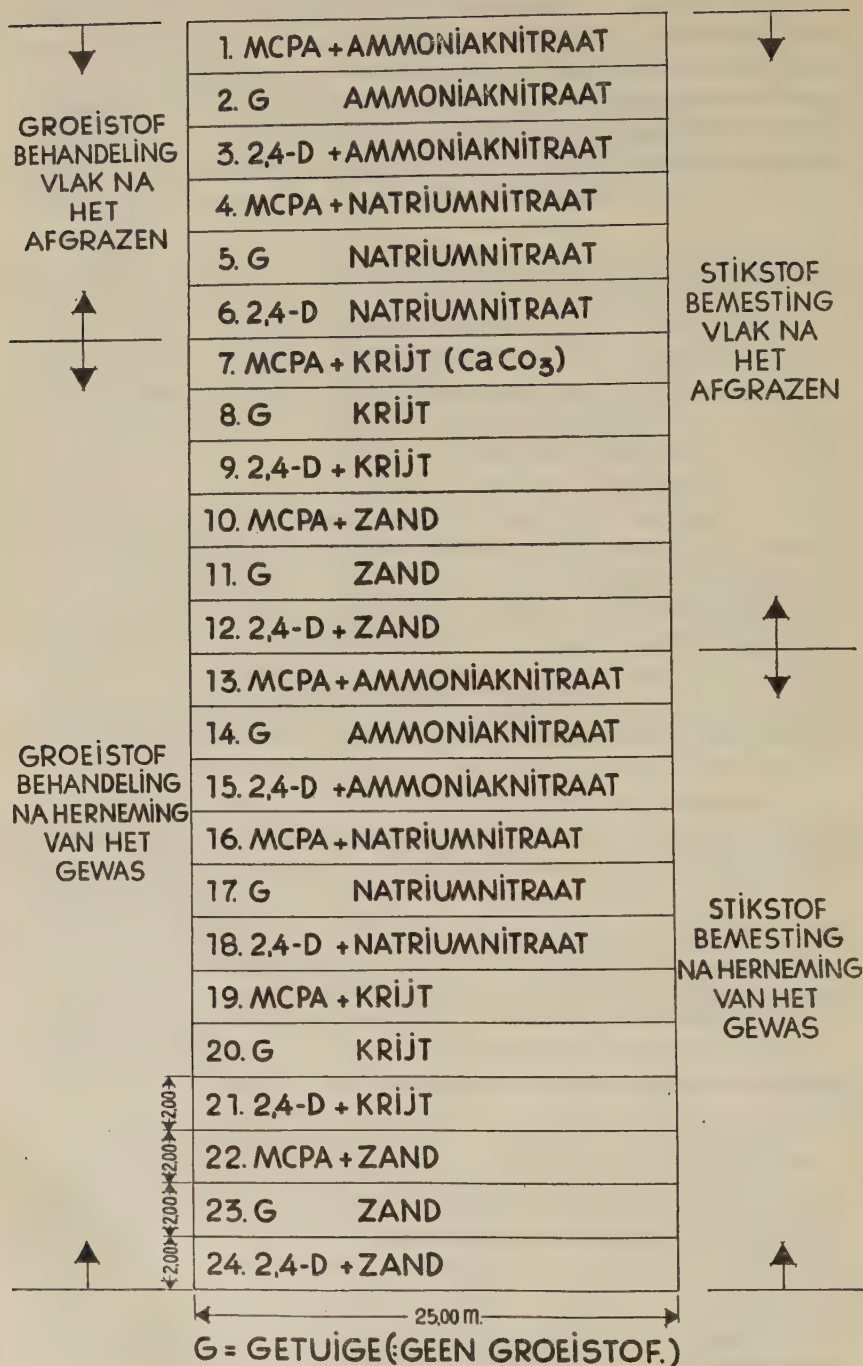 GROEISTOF
BEHANDELING
VLAK NA
HET
AFGRAZEN
GROEISTOF
BEHANDELING
NA HERNEMING
VAN HET
GEWAS
1. MCPA + AMMONIAKNITRAAT
2. G AMMONIAKNITRAAT
3. 2,4-D + AMMONIAKNITRAAT
4. MCPA + NATRIUMNITRAAT
5. G NATRIUMNITRAAT
6. 2,4-D NATRIUMNITRAAT
7. MCPA + KRIJT (CaCo3)
8. G KRIJT
9. 2,4-D + KRIJT
10. MCPA + ZAND
11. G ZAND
12. 2,4-D + ZAND
13. MCPA + AMMONIAKNITRAAT
14. G AMMONIAKNITRAAT
15. 2,4-D + AMMONIAKNITRAAT
16. MCPA + NATRIUMNITRAAT
17. G NATRIUMNITRAAT
18. 2,4-D + NATRIUMNITRAAT
19. MCPA + KRIJT
20. G KRIJT
21. 2,4-D + KRIJT
22. MCPA + ZAND
23. G ZAND
24. 2,4-D + ZAND
2,00
2,00
2,00
2,00
STIKSTOF
BEMESTING
VLAK NA
HET
AFGRAZEN
STIKSTOF
BEMESTING
NA HERNEMING
VAN HET
GEWAS
25,00 m.
G = GETUIGE (:GEEN GROEISTOF.)